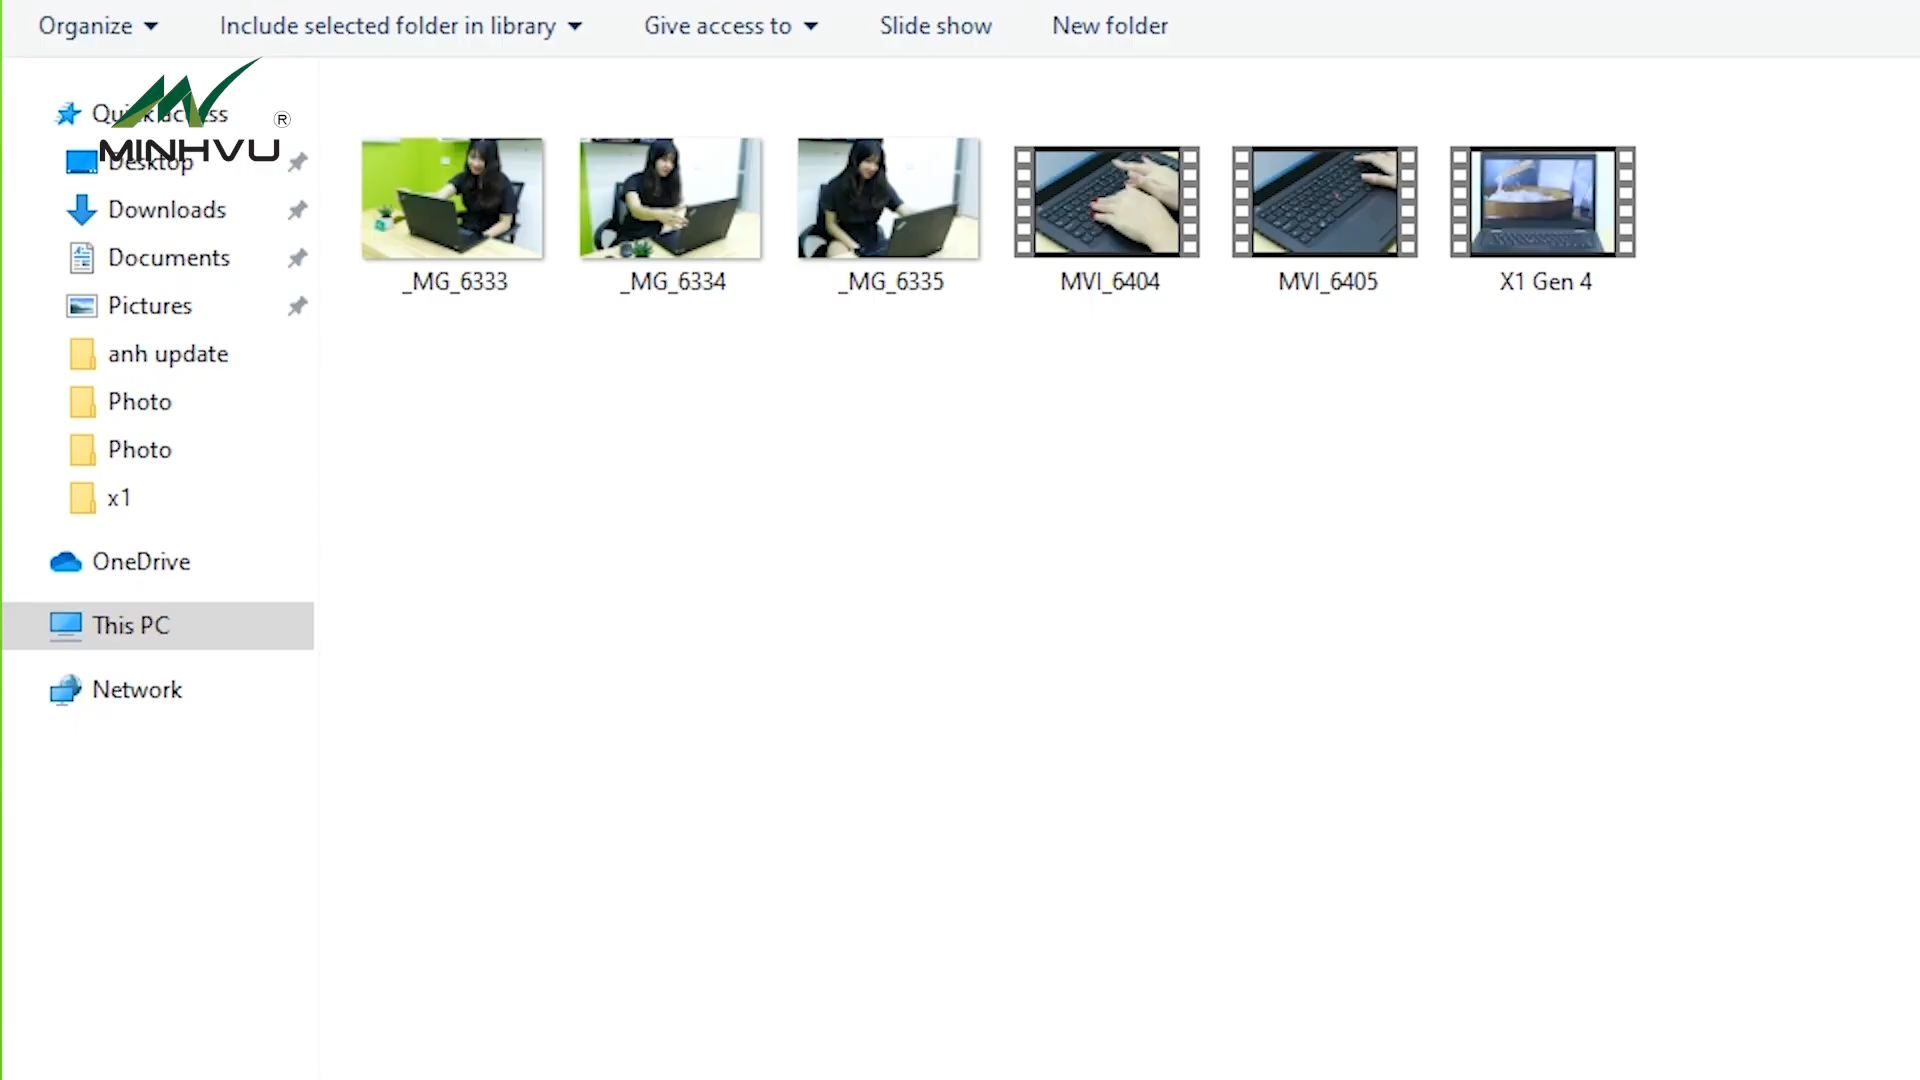 Organize Include selected folder in library Give access to Slide show New folder
Quick access
MINHVU ®
Desktop
Downloads
Documents
Pictures
anh update
Photo
Photo
x1
OneDrive
This PC
Network
_MG_6333 _MG_6334 _MG_6335 MVI_6404 MVI_6405 X1 Gen 4